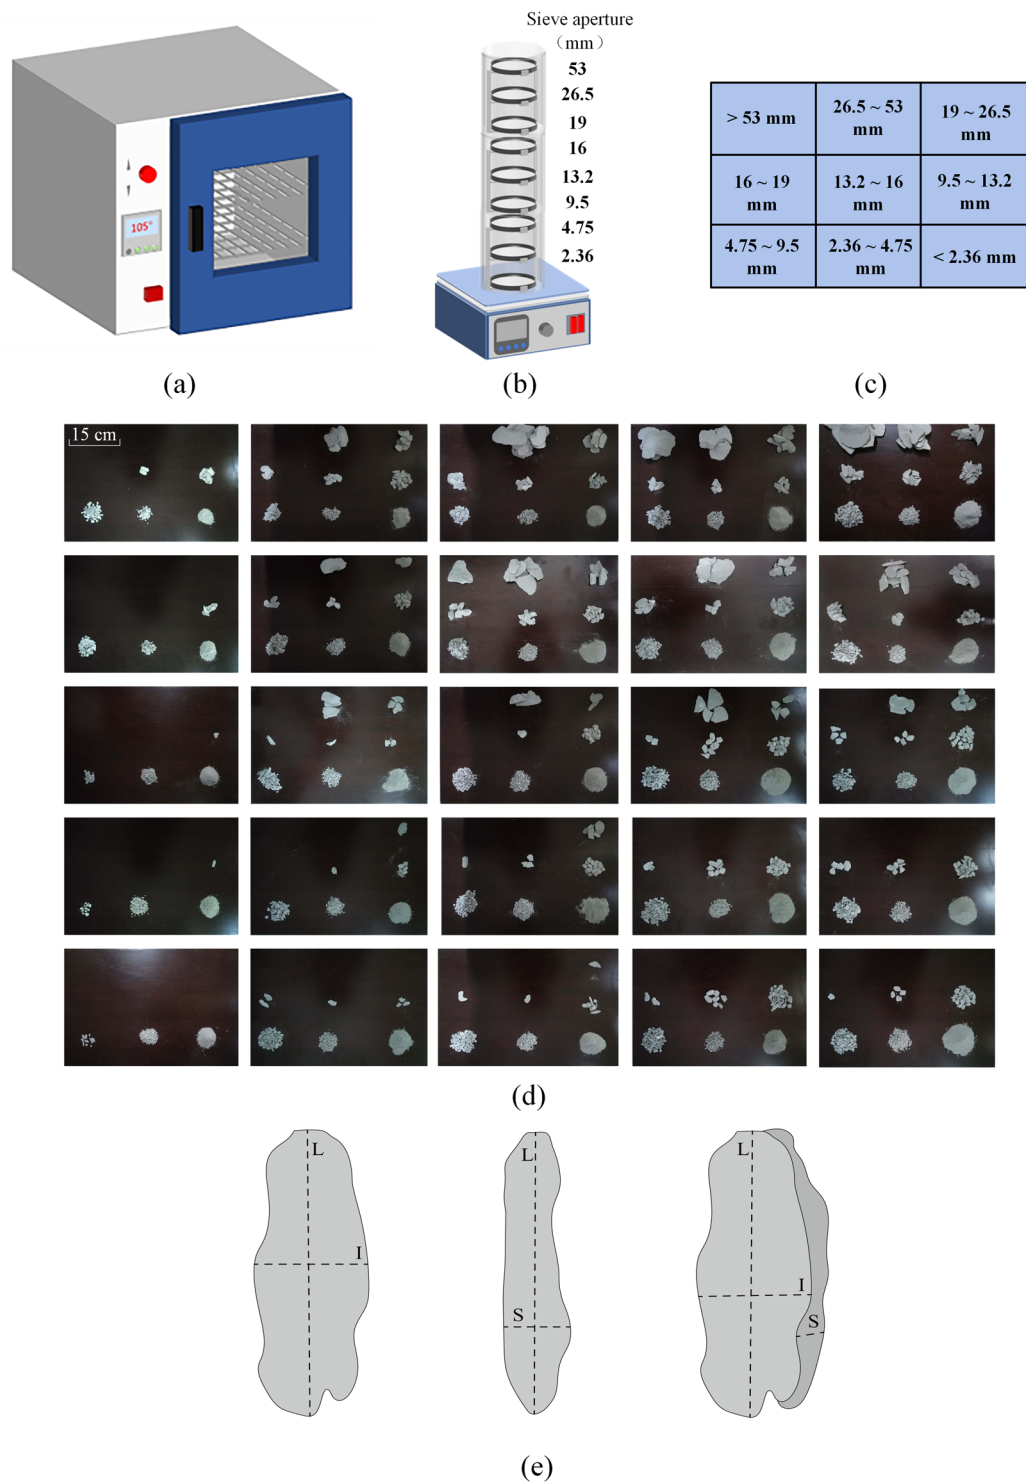 Sieve aperture
(mm)
53
26.5
19
16
13.2
9.5
4.75
2.36
105°
> 53 mm
26.5 ~ 53
mm
19 ~ 26.5
mm
16 ~ 19
mm
13.2 ~ 16
mm
9.5 ~ 13.2
mm
4.75 ~ 9.5
mm
2.36 ~ 4.75
mm
< 2.36 mm
(a)
(b)
(c)
15 cm
(d)
L
I
L
S
L
I
S
(e)